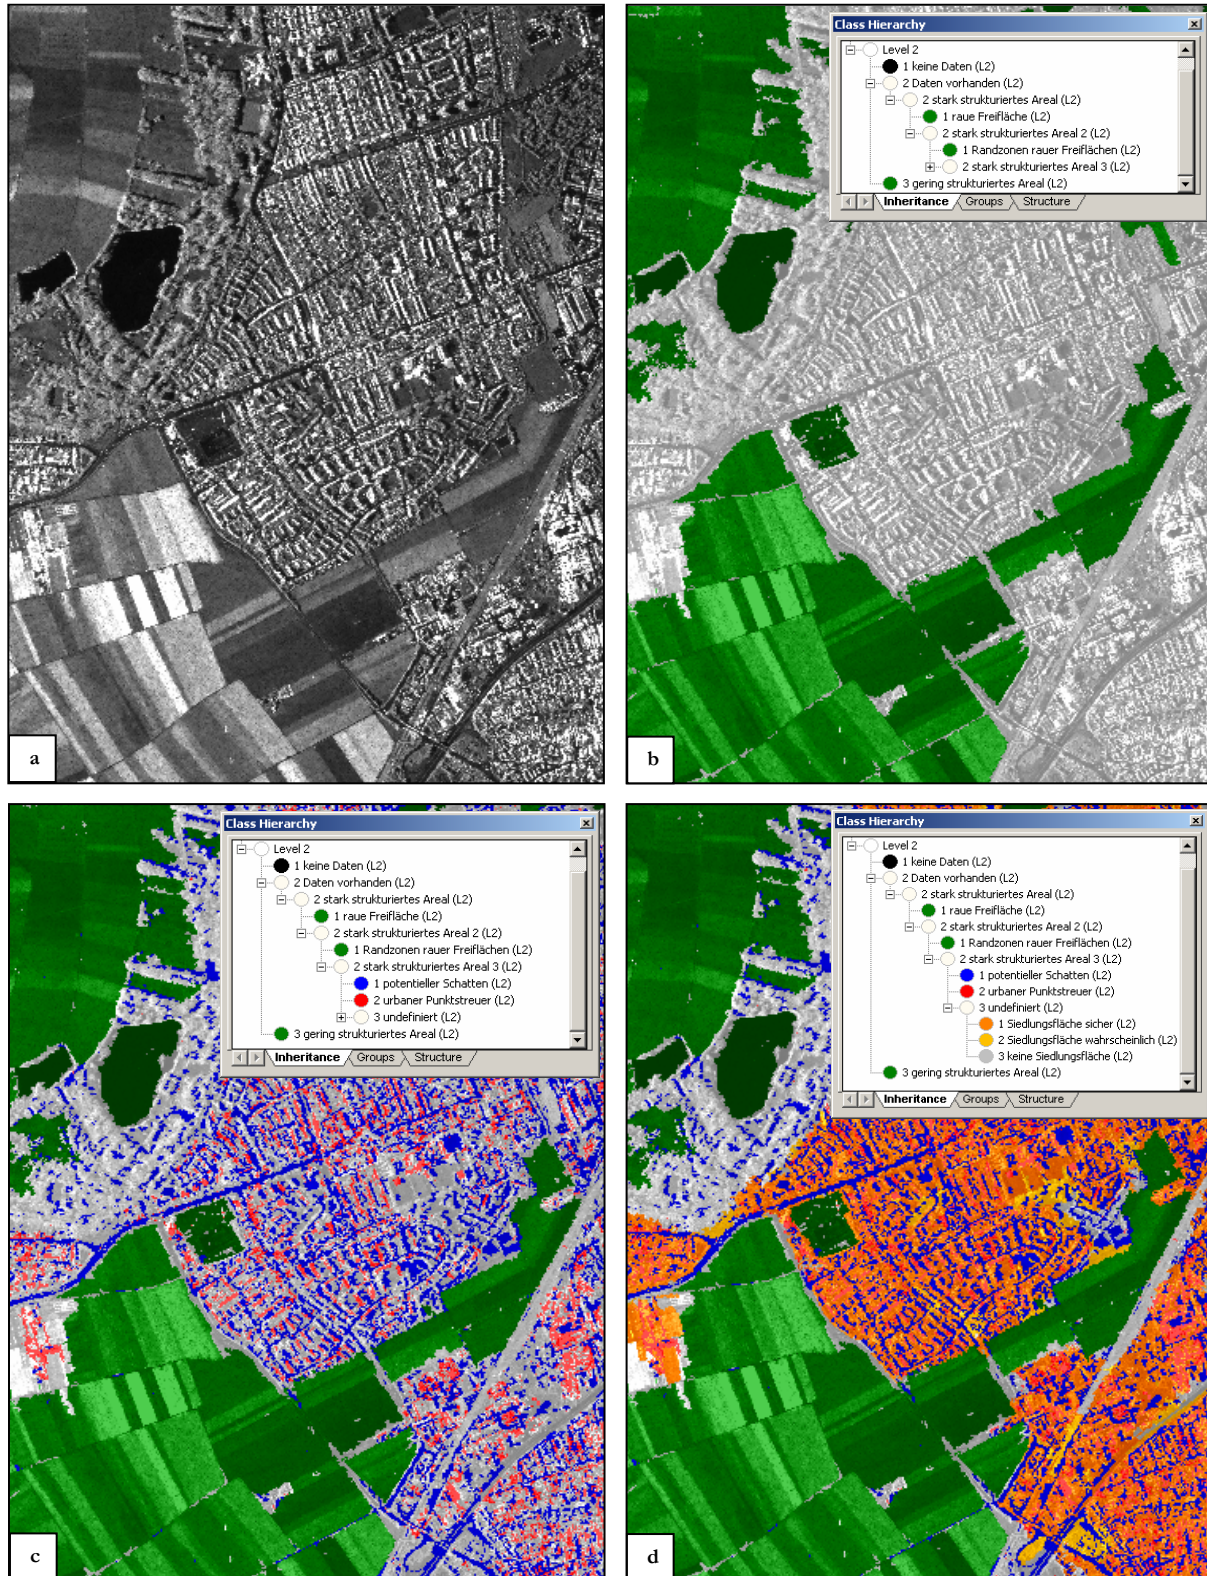 a
Class Hierarchy
Level 2
1 keine Daten (L2)
2 Daten vorhanden (L2)
2 stark strukturiertes Areal (L2)
1 raue Freifläche (L2)
2 stark strukturiertes Areal 2 (L2)
1 Randzonen rauer Freiflächen (L2)
2 stark strukturiertes Areal 3 (L2)
3 gering strukturiertes Areal (L2)
Inheritance Groups Structure
b
Class Hierarchy
Level 2
1 keine Daten (L2)
2 Daten vorhanden (L2)
2 stark strukturiertes Areal (L2)
1 raue Freifläche (L2)
2 stark strukturiertes Areal 2 (L2)
1 Randzonen rauer Freiflächen (L2)
2 stark strukturiertes Areal 3 (L2)
1 potentieller Schatten (L2)
2 urbaner Punktstreuer (L2)
3 undefiniert (L2)
3 gering strukturiertes Areal (L2)
Inheritance Groups Structure
c
Class Hierarchy
Level 2
1 keine Daten (L2)
2 Daten vorhanden (L2)
2 stark strukturiertes Areal (L2)
1 raue Freifläche (L2)
2 stark strukturiertes Areal 2 (L2)
1 Randzonen rauer Freiflächen (L2)
2 stark strukturiertes Areal 3 (L2)
1 potentieller Schatten (L2)
2 urbaner Punktstreuer (L2)
3 undefiniert (L2)
1 Siedlungsfläche sicher (L2)
2 Siedlungsfläche wahrscheinlich (L2)
3 keine Siedlungsfläche (L2)
3 gering strukturiertes Areal (L2)
Inheritance Groups Structure
d